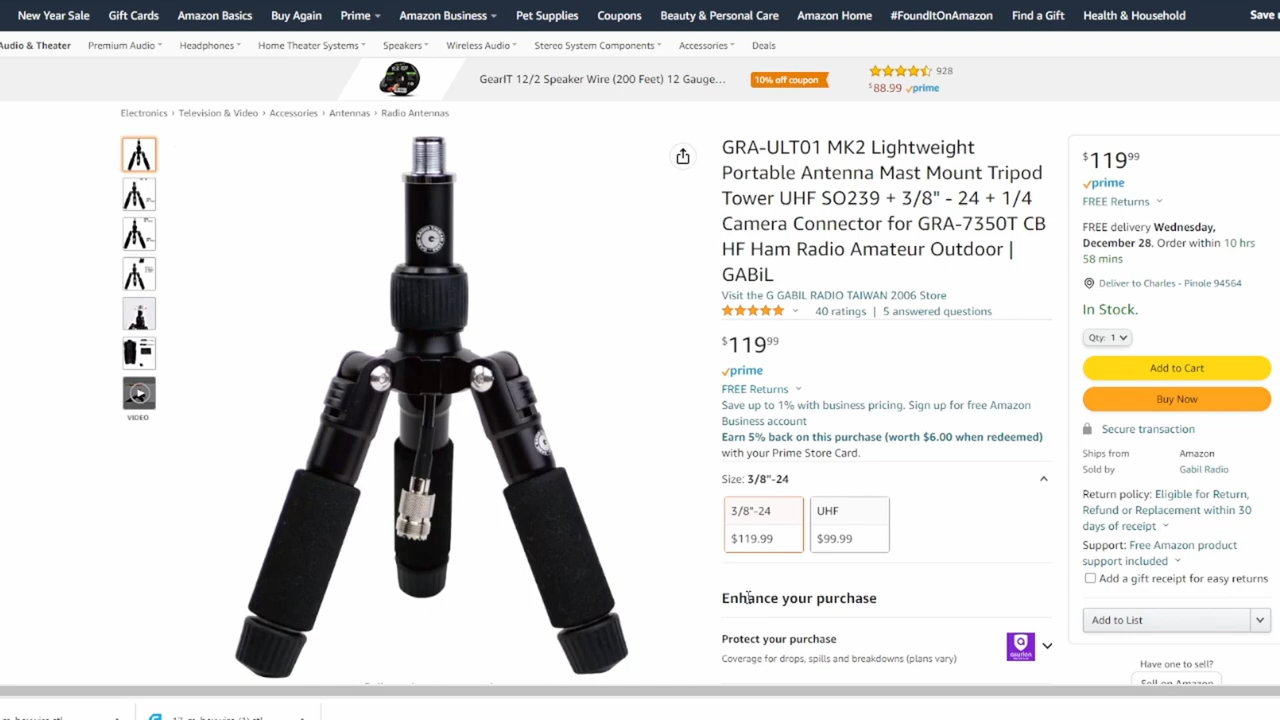 New Year Sale Gift Cards Amazon Basics Buy Again Prime Amazon Business Pet Supplies Coupons Beauty & Personal Care Amazon Home #FoundItOnAmazon Find a Gift Health & Household Save
Audio & Theater Premium Audio Headphones Home Theater Systems Speakers Wireless Audio Stereo System Components Accessories Deals
GearIT 12/2 Speaker Wire (200 Feet) 12 Gauge... 10% off coupon 928
$88.99 prime
Electronics › Television & Video › Accessories › Antennas › Radio Antennas
VIDEO
GRA-ULT01 MK2 Lightweight
Portable Antenna Mast Mount Tripod
Tower UHF SO239 + 3/8" - 24 + 1/4
Camera Connector for GRA-7350T CB
HF Ham Radio Amateur Outdoor |
GABiL
Visit the G GABIL RADIO TAIWAN 2006 Store
40 ratings | 5 answered questions
$119.99
prime
FREE Returns
Save up to 1% with business pricing. Sign up for free Amazon
Business account
Earn 5% back on this purchase (worth $6.00 when redeemed)
with your Prime Store Card.
Size: 3/8"-24
3/8"-24 UHF
$119.99 $99.99
Enhance your purchase
Protect your purchase
Coverage for drops, spills and breakdowns (plans vary)
asurion
$119.99
prime
FREE Returns
FREE delivery Wednesday,
December 28. Order within 10 hrs
58 mins
Deliver to Charles - Pinole 94564
In Stock.
Qty: 1
Add to Cart
Buy Now
Secure transaction
Ships from Amazon
Sold by Gabil Radio
Return policy: Eligible for Return,
Refund or Replacement within 30
days of receipt
Support: Free Amazon product
support included
Add a gift receipt for easy returns
Add to List
Have one to sell?
Sell on Amazon